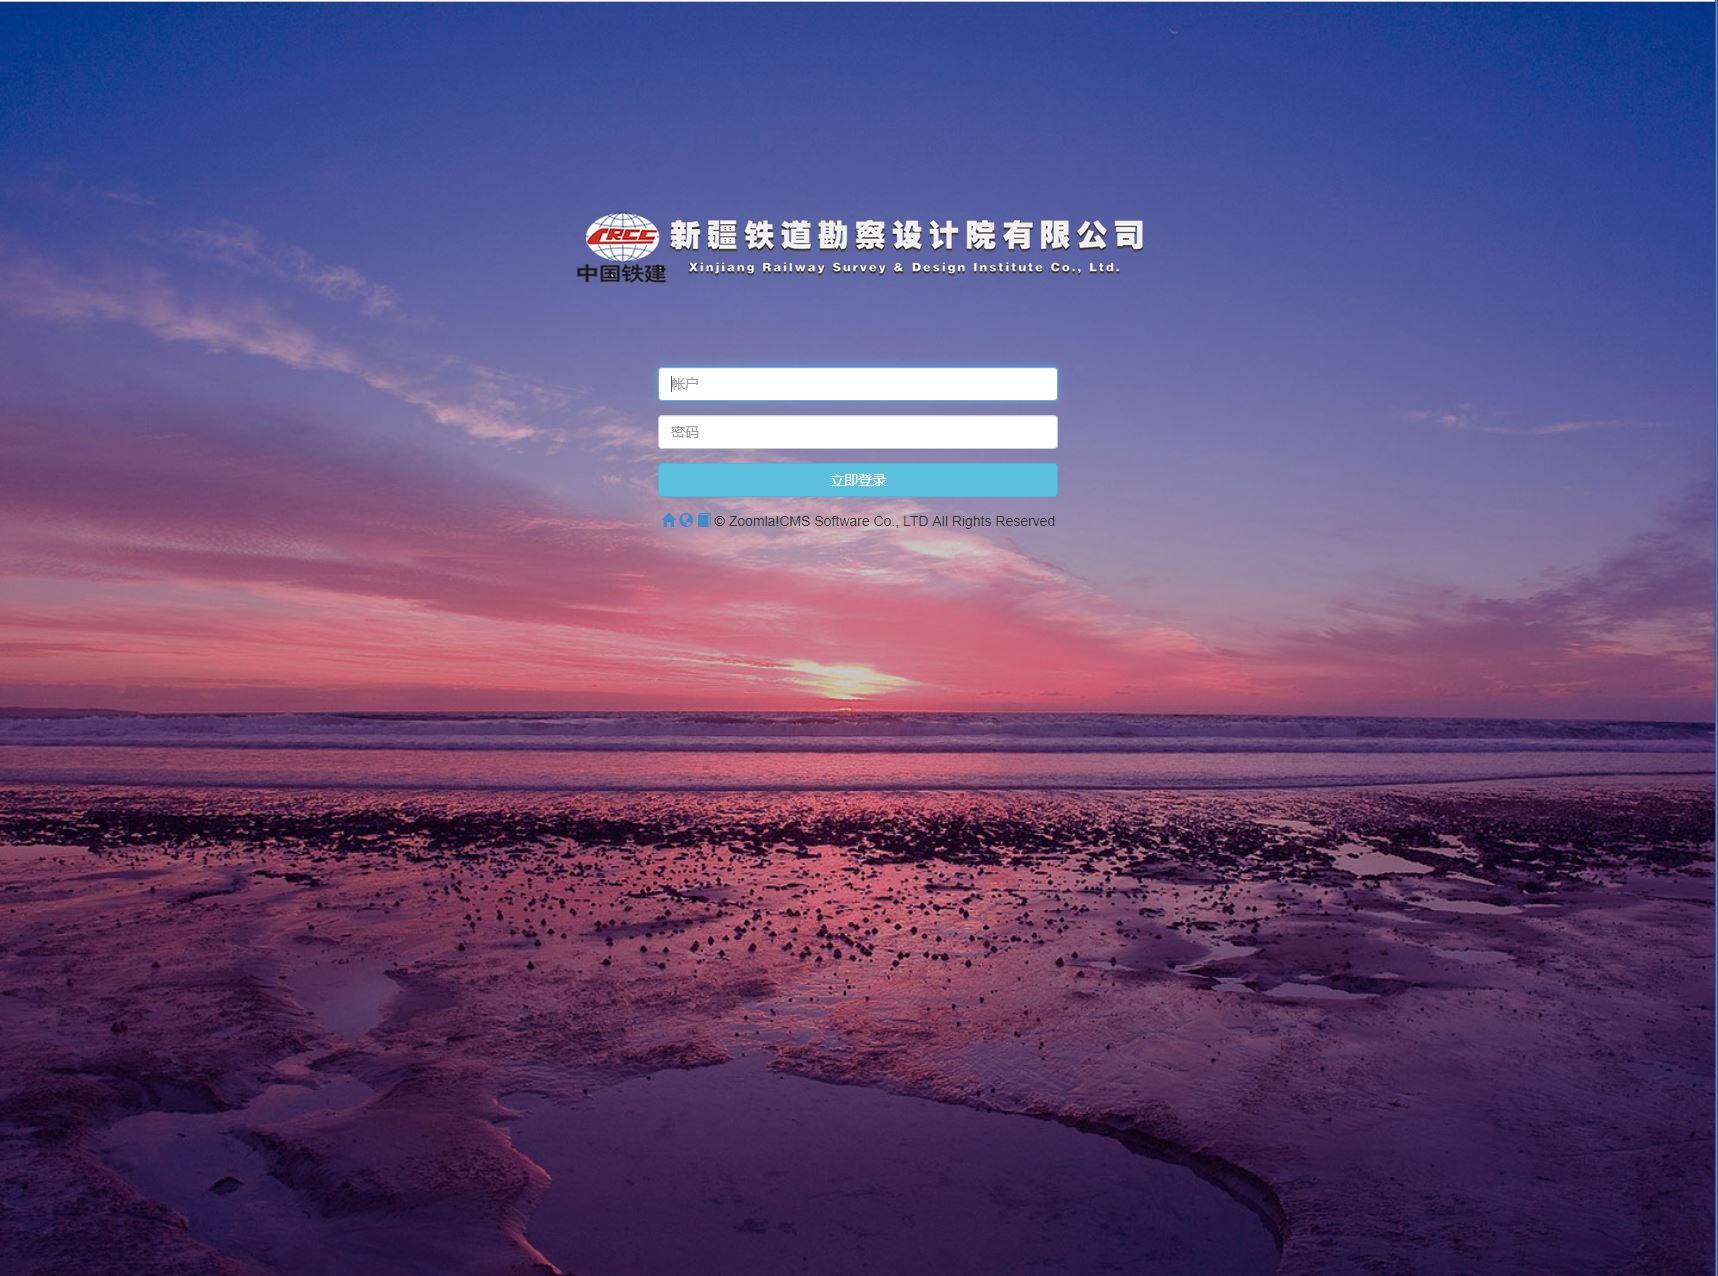 CRCC
中国铁建
新疆铁道勘察设计院有限公司
Xinjiang Railway Survey & Design Institute Co., Ltd.
帐户
密码
立即登录
© Zoomla!CMS Software Co., LTD All Rights Reserved